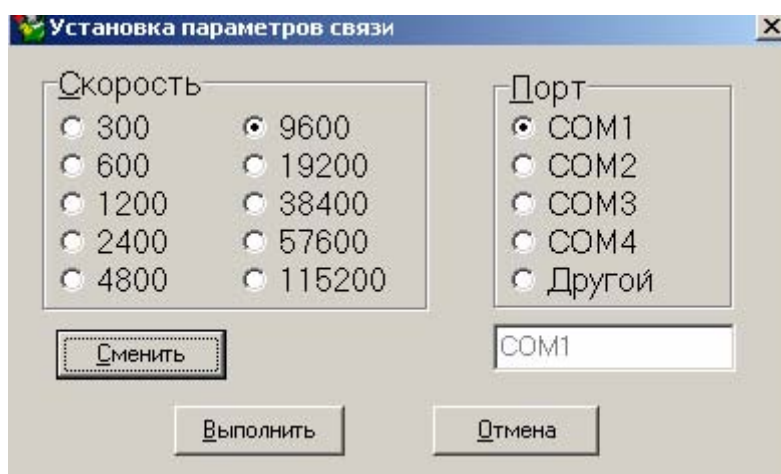 Установка параметров связи
Скорость
300
600
1200
2400
4800
9600
19200
38400
57600
115200
Порт
COM1
COM2
COM3
COM4
Другой
COM1
Сменить
Выполнить
Отмена